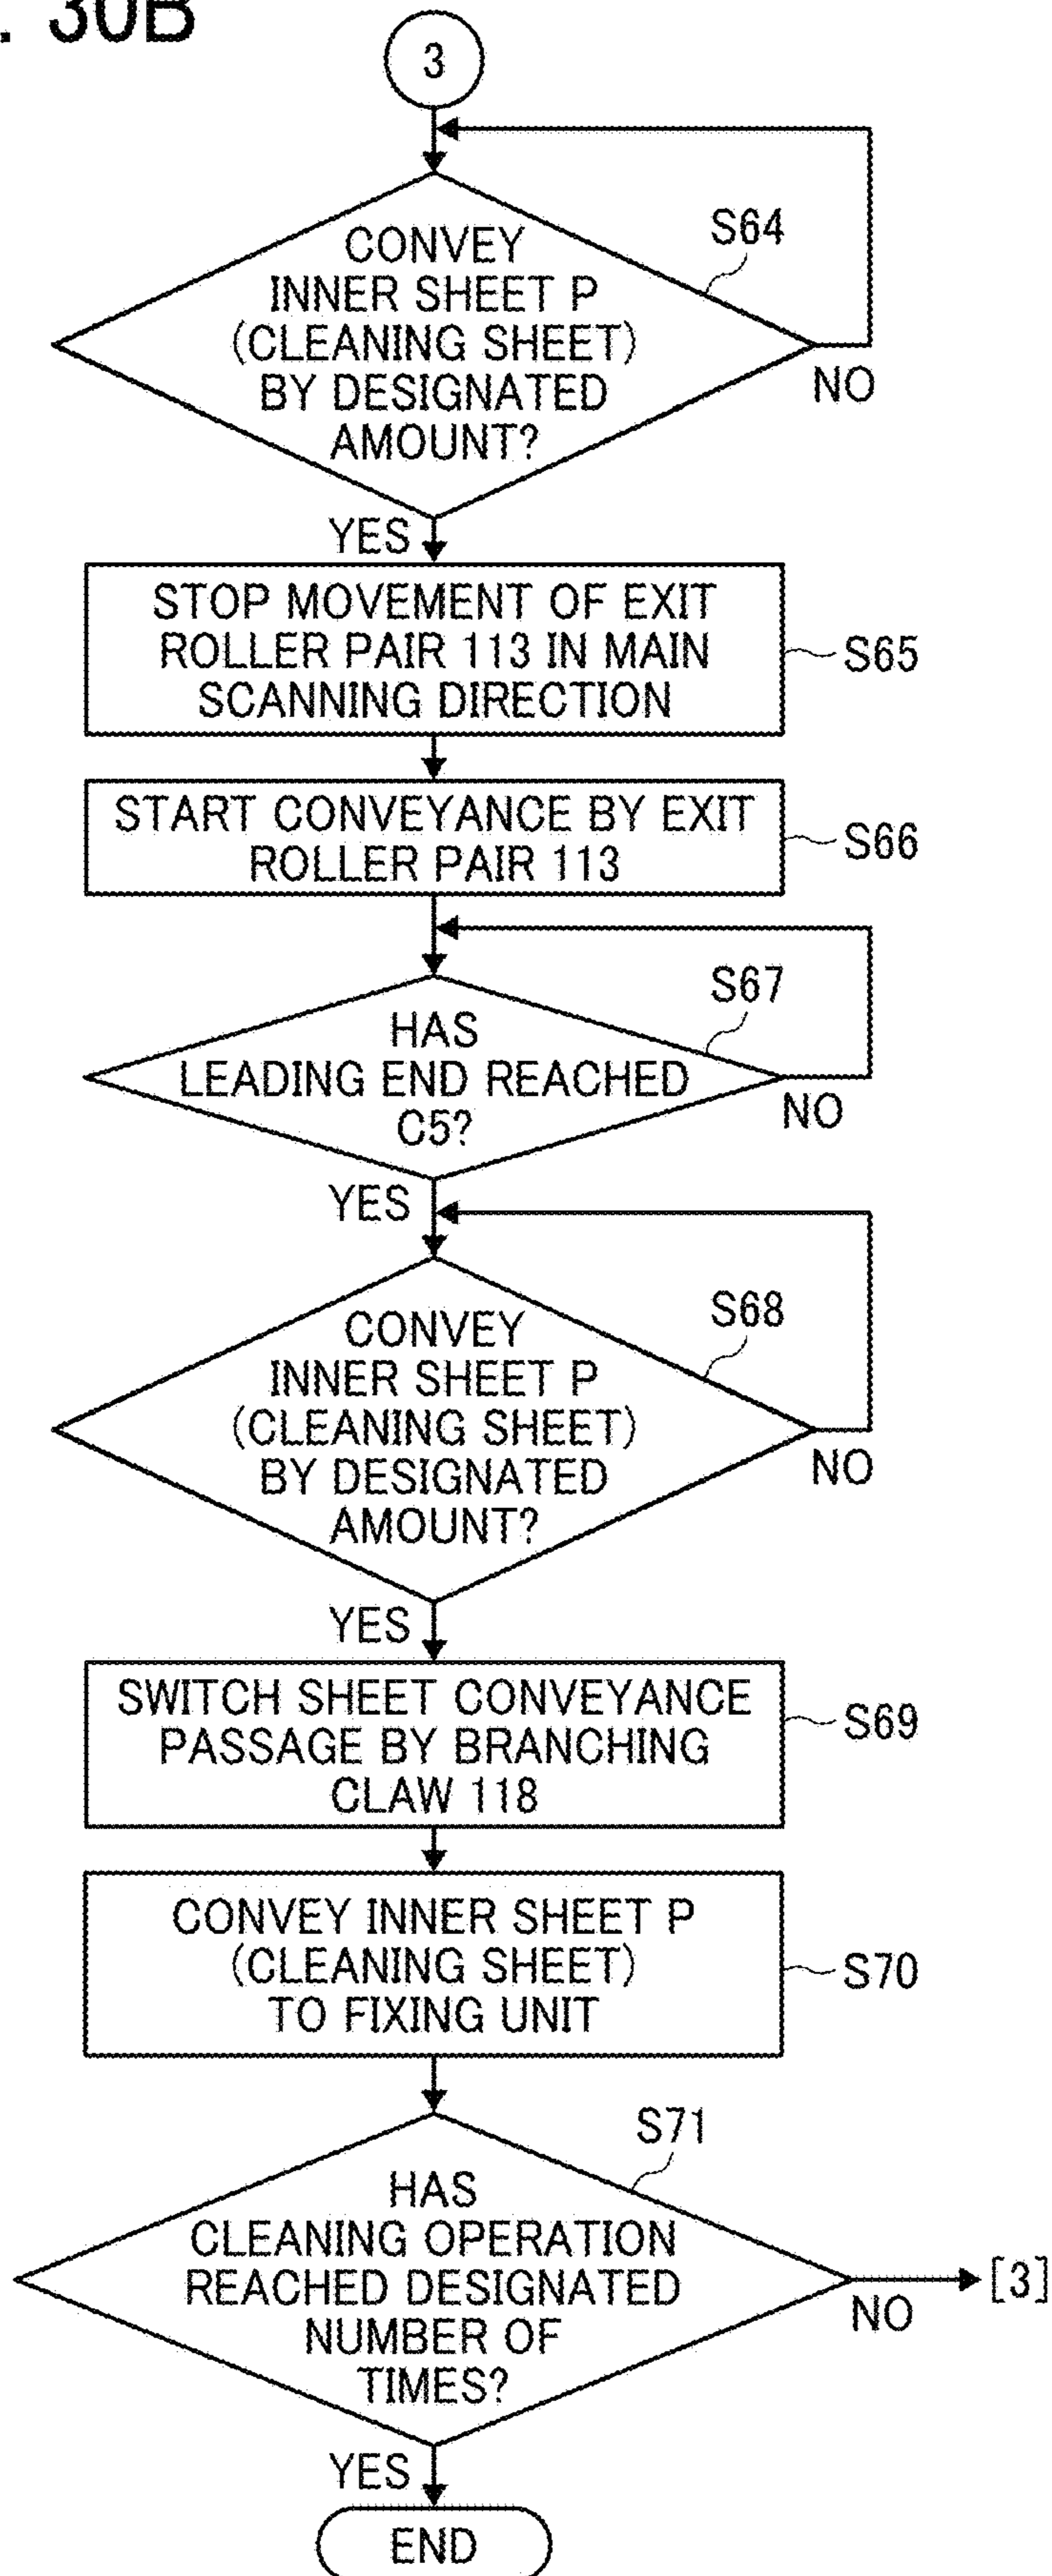 . 30B
3
CONVEY
INNER SHEET P
(CLEANING SHEET)
BY DESIGNATED
AMOUNT?
S64
NO
YES
STOP MOVEMENT OF EXIT
ROLLER PAIR 113 IN MAIN
SCANNING DIRECTION
S65
START CONVEYANCE BY EXIT
ROLLER PAIR 113
S66
HAS
LEADING END REACHED
C5?
S67
NO
YES
CONVEY
INNER SHEET P
(CLEANING SHEET)
BY DESIGNATED
AMOUNT?
S68
NO
YES
SWITCH SHEET CONVEYANCE
PASSAGE BY BRANCHING
CLAW 118
S69
CONVEY INNER SHEET P
(CLEANING SHEET)
TO FIXING UNIT
S70
HAS
CLEANING OPERATION
REACHED DESIGNATED
NUMBER OF
TIMES?
S71
NO
[3]
YES
END